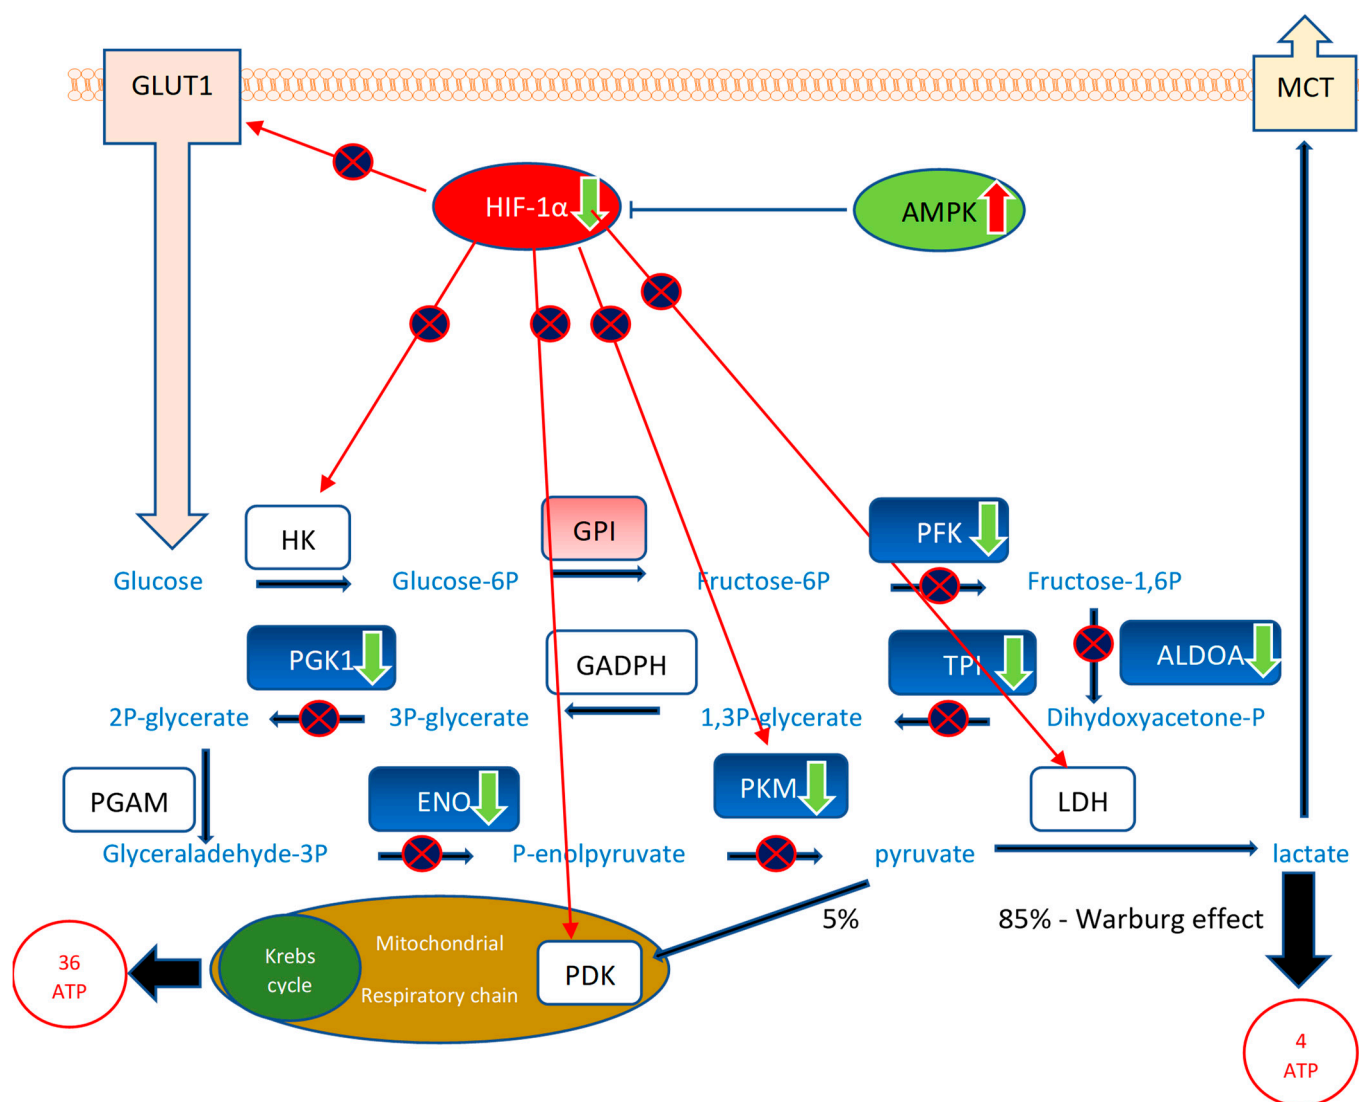 GLUT1
MCT
HIF-1α
AMPK
HK
GPI
PFK
Glucose
Glucose-6P
Fructose-6P
Fructose-1,6P
PGK1
GADPH
TPI
ALDOA
2P-glycerate
3P-glycerate
1,3P-glycerate
Dihydoxyacetone-P
PGAM
ENO
PKM
LDH
Glyceraladehyde-3P
P-enolpyruvate
pyruvate
lactate
5%
85% - Warburg effect
36
ATP
Krebs
cycle
Mitochondrial
Respiratory chain
PDK
4
ATP